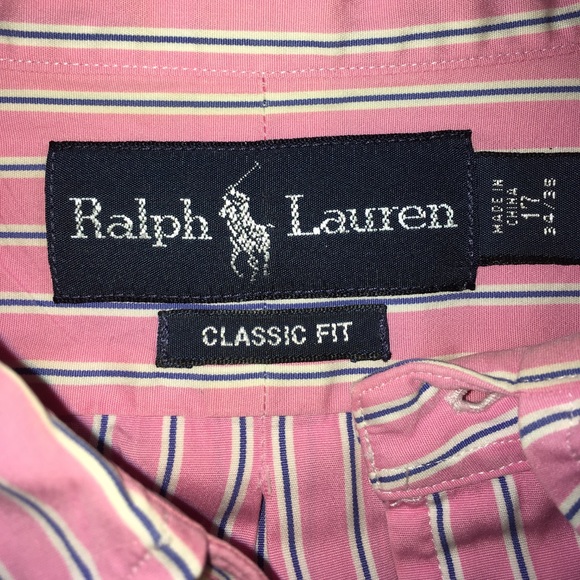 Ralph Lauren
CLASSIC FIT
MADE IN
CHINA
17
34/35